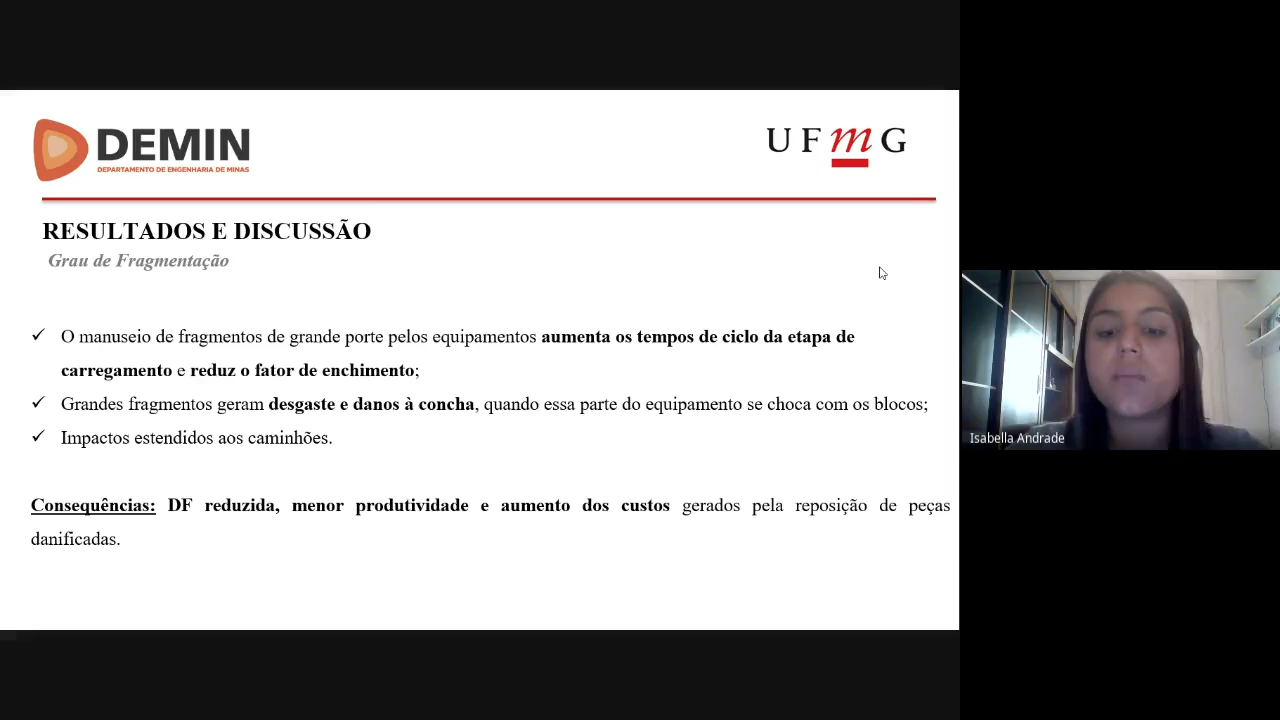 DEMIN
DEPARTAMENTO DE ENGENHARIA DE MINAS
UFmG
RESULTADOS E DISCUSSÃO
Grau de Fragmentação
✓ O manuseio de fragmentos de grande porte pelos equipamentos aumenta os tempos de ciclo da etapa de
carregamento e reduz o fator de enchimento;
✓ Grandes fragmentos geram desgaste e danos à concha, quando essa parte do equipamento se choca com os blocos;
✓ Impactos estendidos aos caminhões.
Consequências: DF reduzida, menor produtividade e aumento dos custos gerados pela reposição de peças
danificadas.
Isabella Andrade